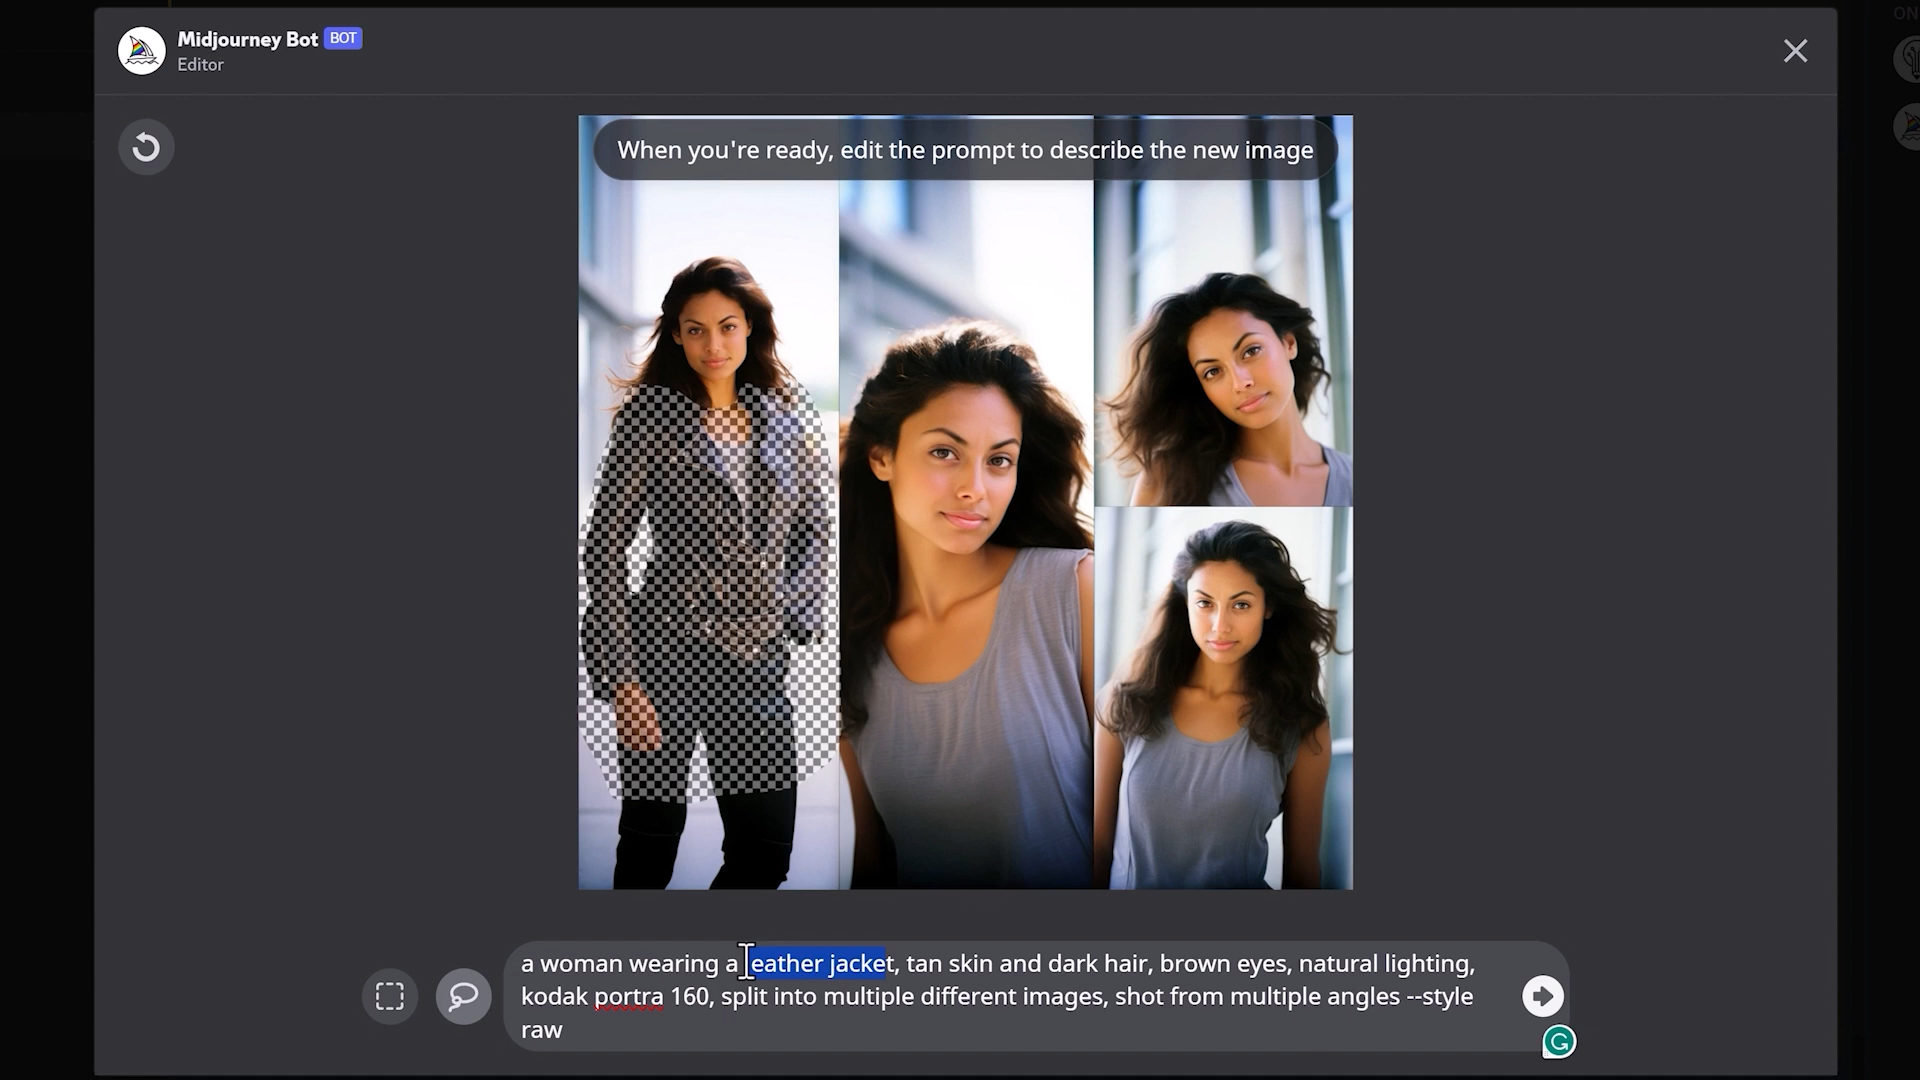 Midjourney Bot BOT
Editor
ON
When you're ready, edit the prompt to describe the new image
a woman wearing a leather jacket, tan skin and dark hair, brown eyes, natural lighting,
kodak portra 160, split into multiple different images, shot from multiple angles --style
raw